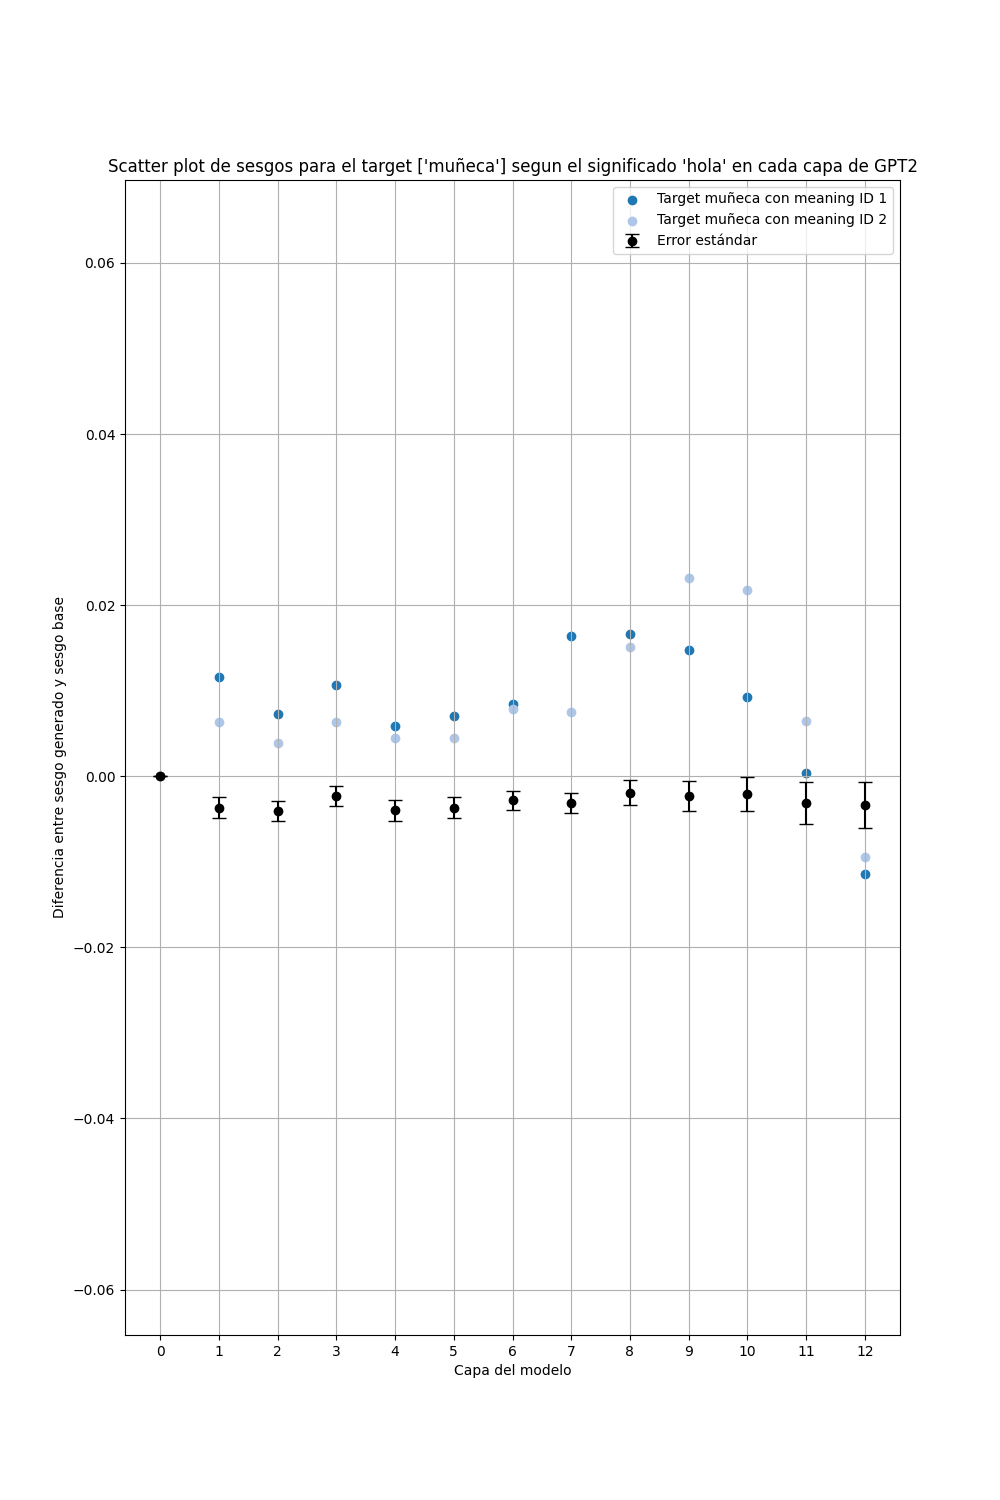 Scatter plot de sesgos para el target ['muñeca'] segun el significado 'hola' en cada capa de GPT2
Target muñeca con meaning ID 1
Target muñeca con meaning ID 2
Error estándar
0.06
0.04
0.02
0.00
−0.02
−0.04
−0.06
Diferencia entre sesgo generado y sesgo base
0 1 2 3 4 5 6 7 8 9 10 11 12
Capa del modelo